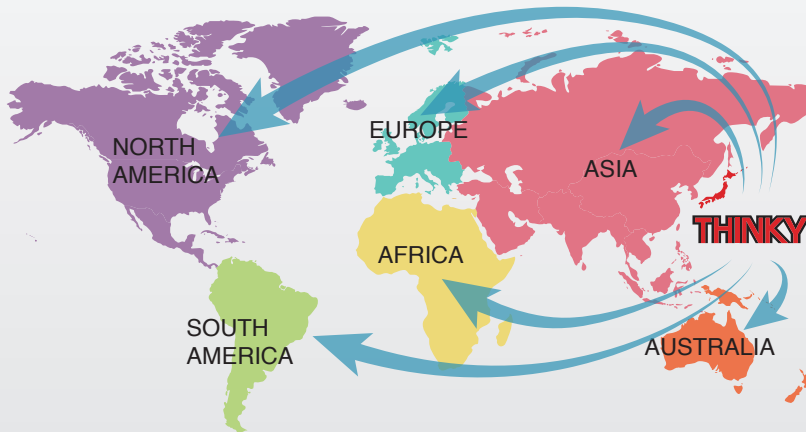 NORTH
AMERICA
EUROPE
ASIA
THINKY
AFRICA
SOUTH
AMERICA
AUSTRALIA